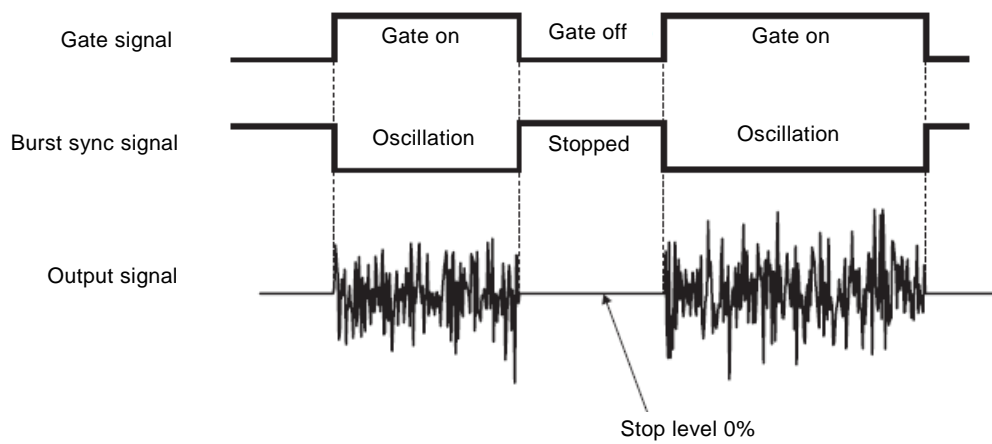 Gate signal
Gate on
Gate off
Gate on
Burst sync signal
Oscillation
Stopped
Oscillation
Output signal
Stop level 0%